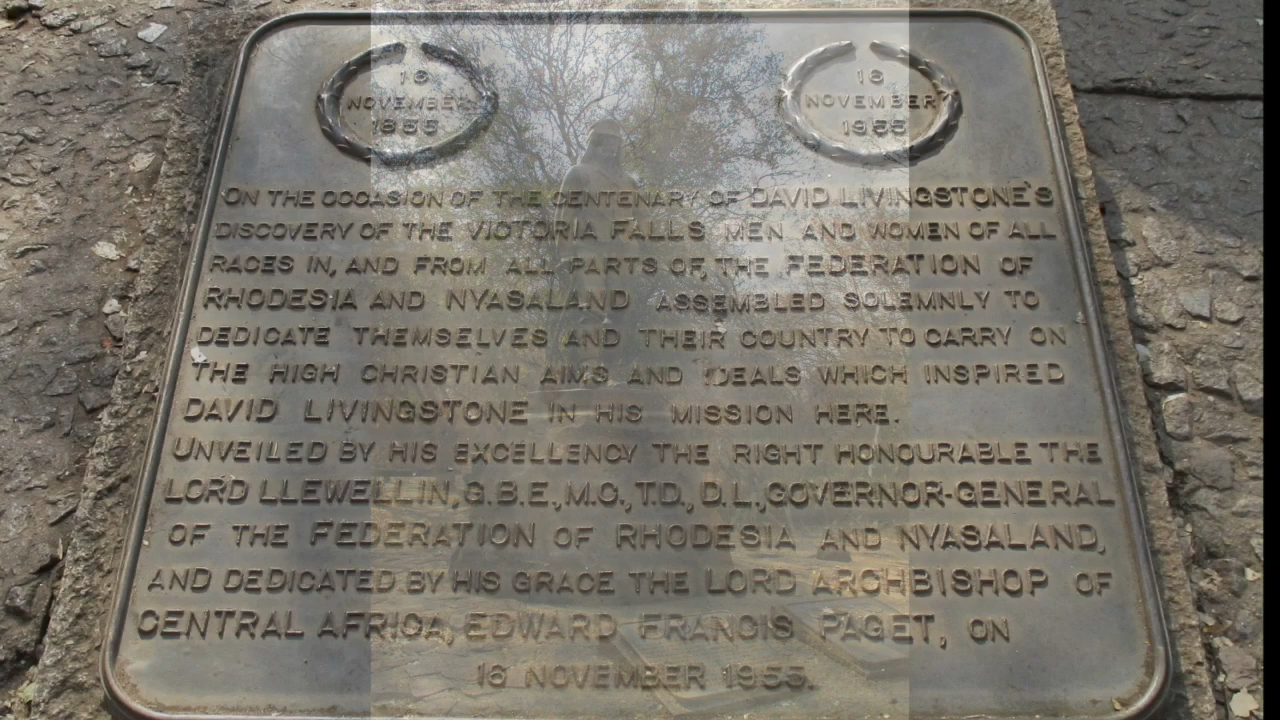 16
NOVEMBER
1855
16
NOVEMBER
1955
ON THE OCCASION OF THE CENTENARY OF DAVID LIVINGSTONE'S
DISCOVERY OF THE VICTORIA FALLS MEN AND WOMEN OF ALL
RACES IN, AND FROM ALL PARTS OF, THE FEDERATION OF
RHODESIA AND NYASALAND ASSEMBLED SOLEMNLY TO
DEDICATE THEMSELVES AND THEIR COUNTRY TO CARRY ON
THE HIGH CHRISTIAN AIMS AND IDEALS WHICH INSPIRED
DAVID LIVINGSTONE IN HIS MISSION HERE.
UNVEILED BY HIS EXCELLENCY THE RIGHT HONOURABLE THE
LORD LLEWELLIN, G.B.E., M.C., T.D., D.L., GOVERNOR-GENERAL
OF THE FEDERATION OF RHODESIA AND NYASALAND,
AND DEDICATED BY HIS GRACE THE LORD ARCHBISHOP OF
CENTRAL AFRICA, EDWARD FRANCIS PAGET, ON
16 NOVEMBER 1955.